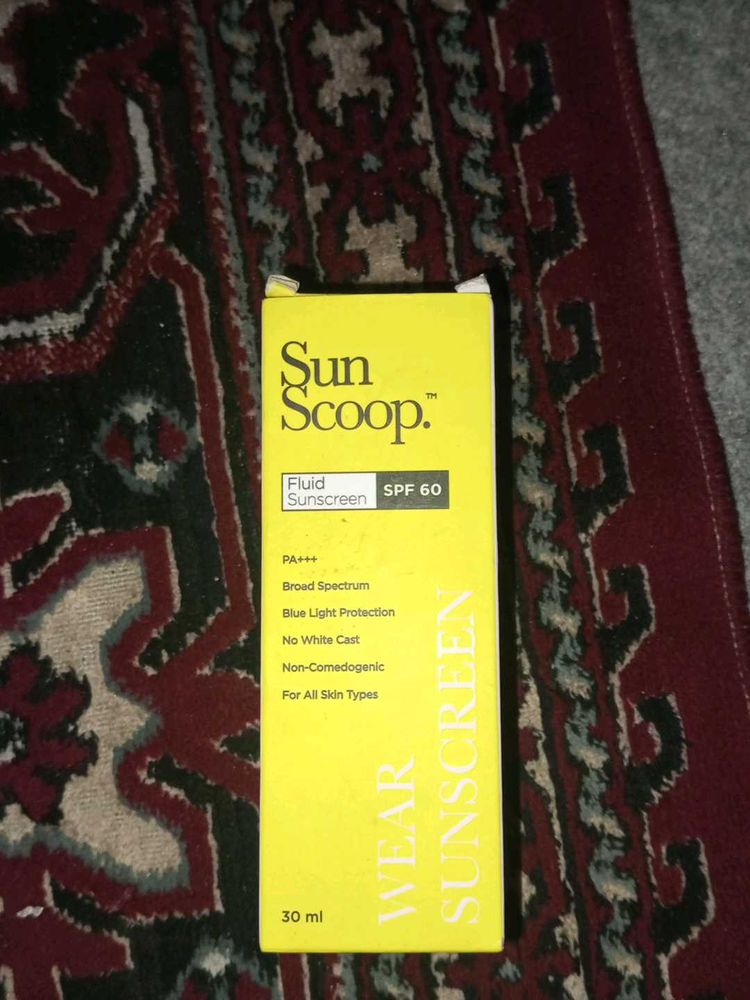 Sun
Scoop.™
Fluid
Sunscreen
SPF 60
PA+++
Broad Spectrum
Blue Light Protection
No White Cast
Non-Comedogenic
For All Skin Types
WEAR
SUNSCREEN
30 ml